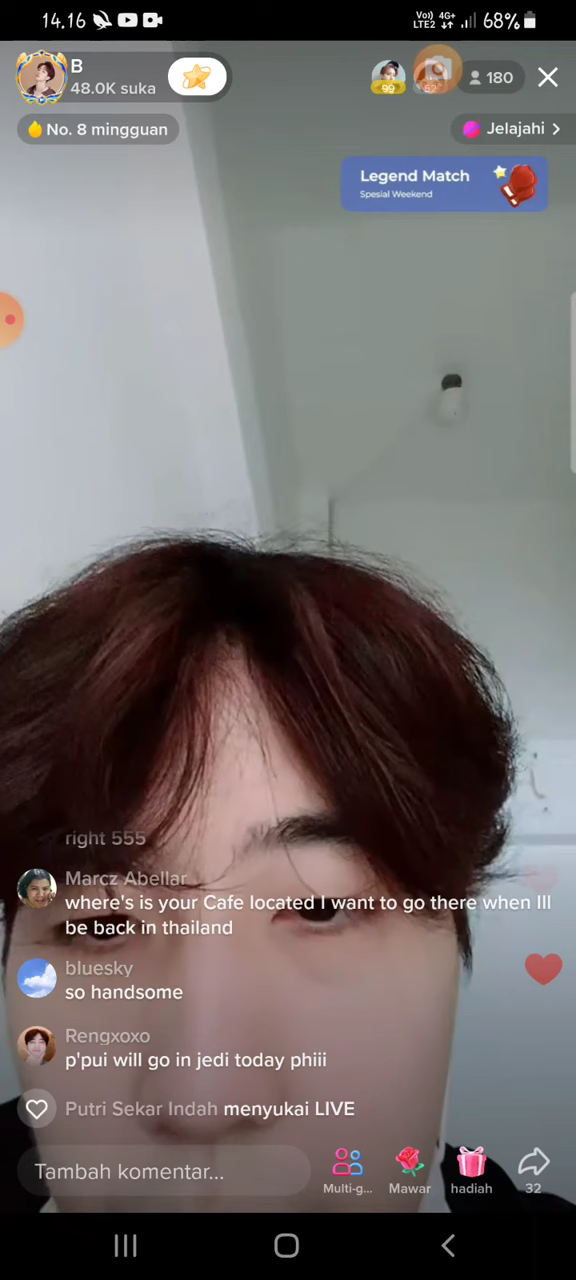 14.16
Vo)) 4G+
LTE2
68%
B
48.0K suka
99
52
180
No. 8 mingguan
Jelajahi
Legend Match
Spesial Weekend
right 555
Marcz Abellar
where's is your Cafe located I want to go there when Ill
be back in thailand
bluesky
so handsome
Rengxoxo
p'pui will go in jedi today phiii
Putri Sekar Indah menyukai LIVE
Tambah komentar...
Multi-g...
Mawar
hadiah
32